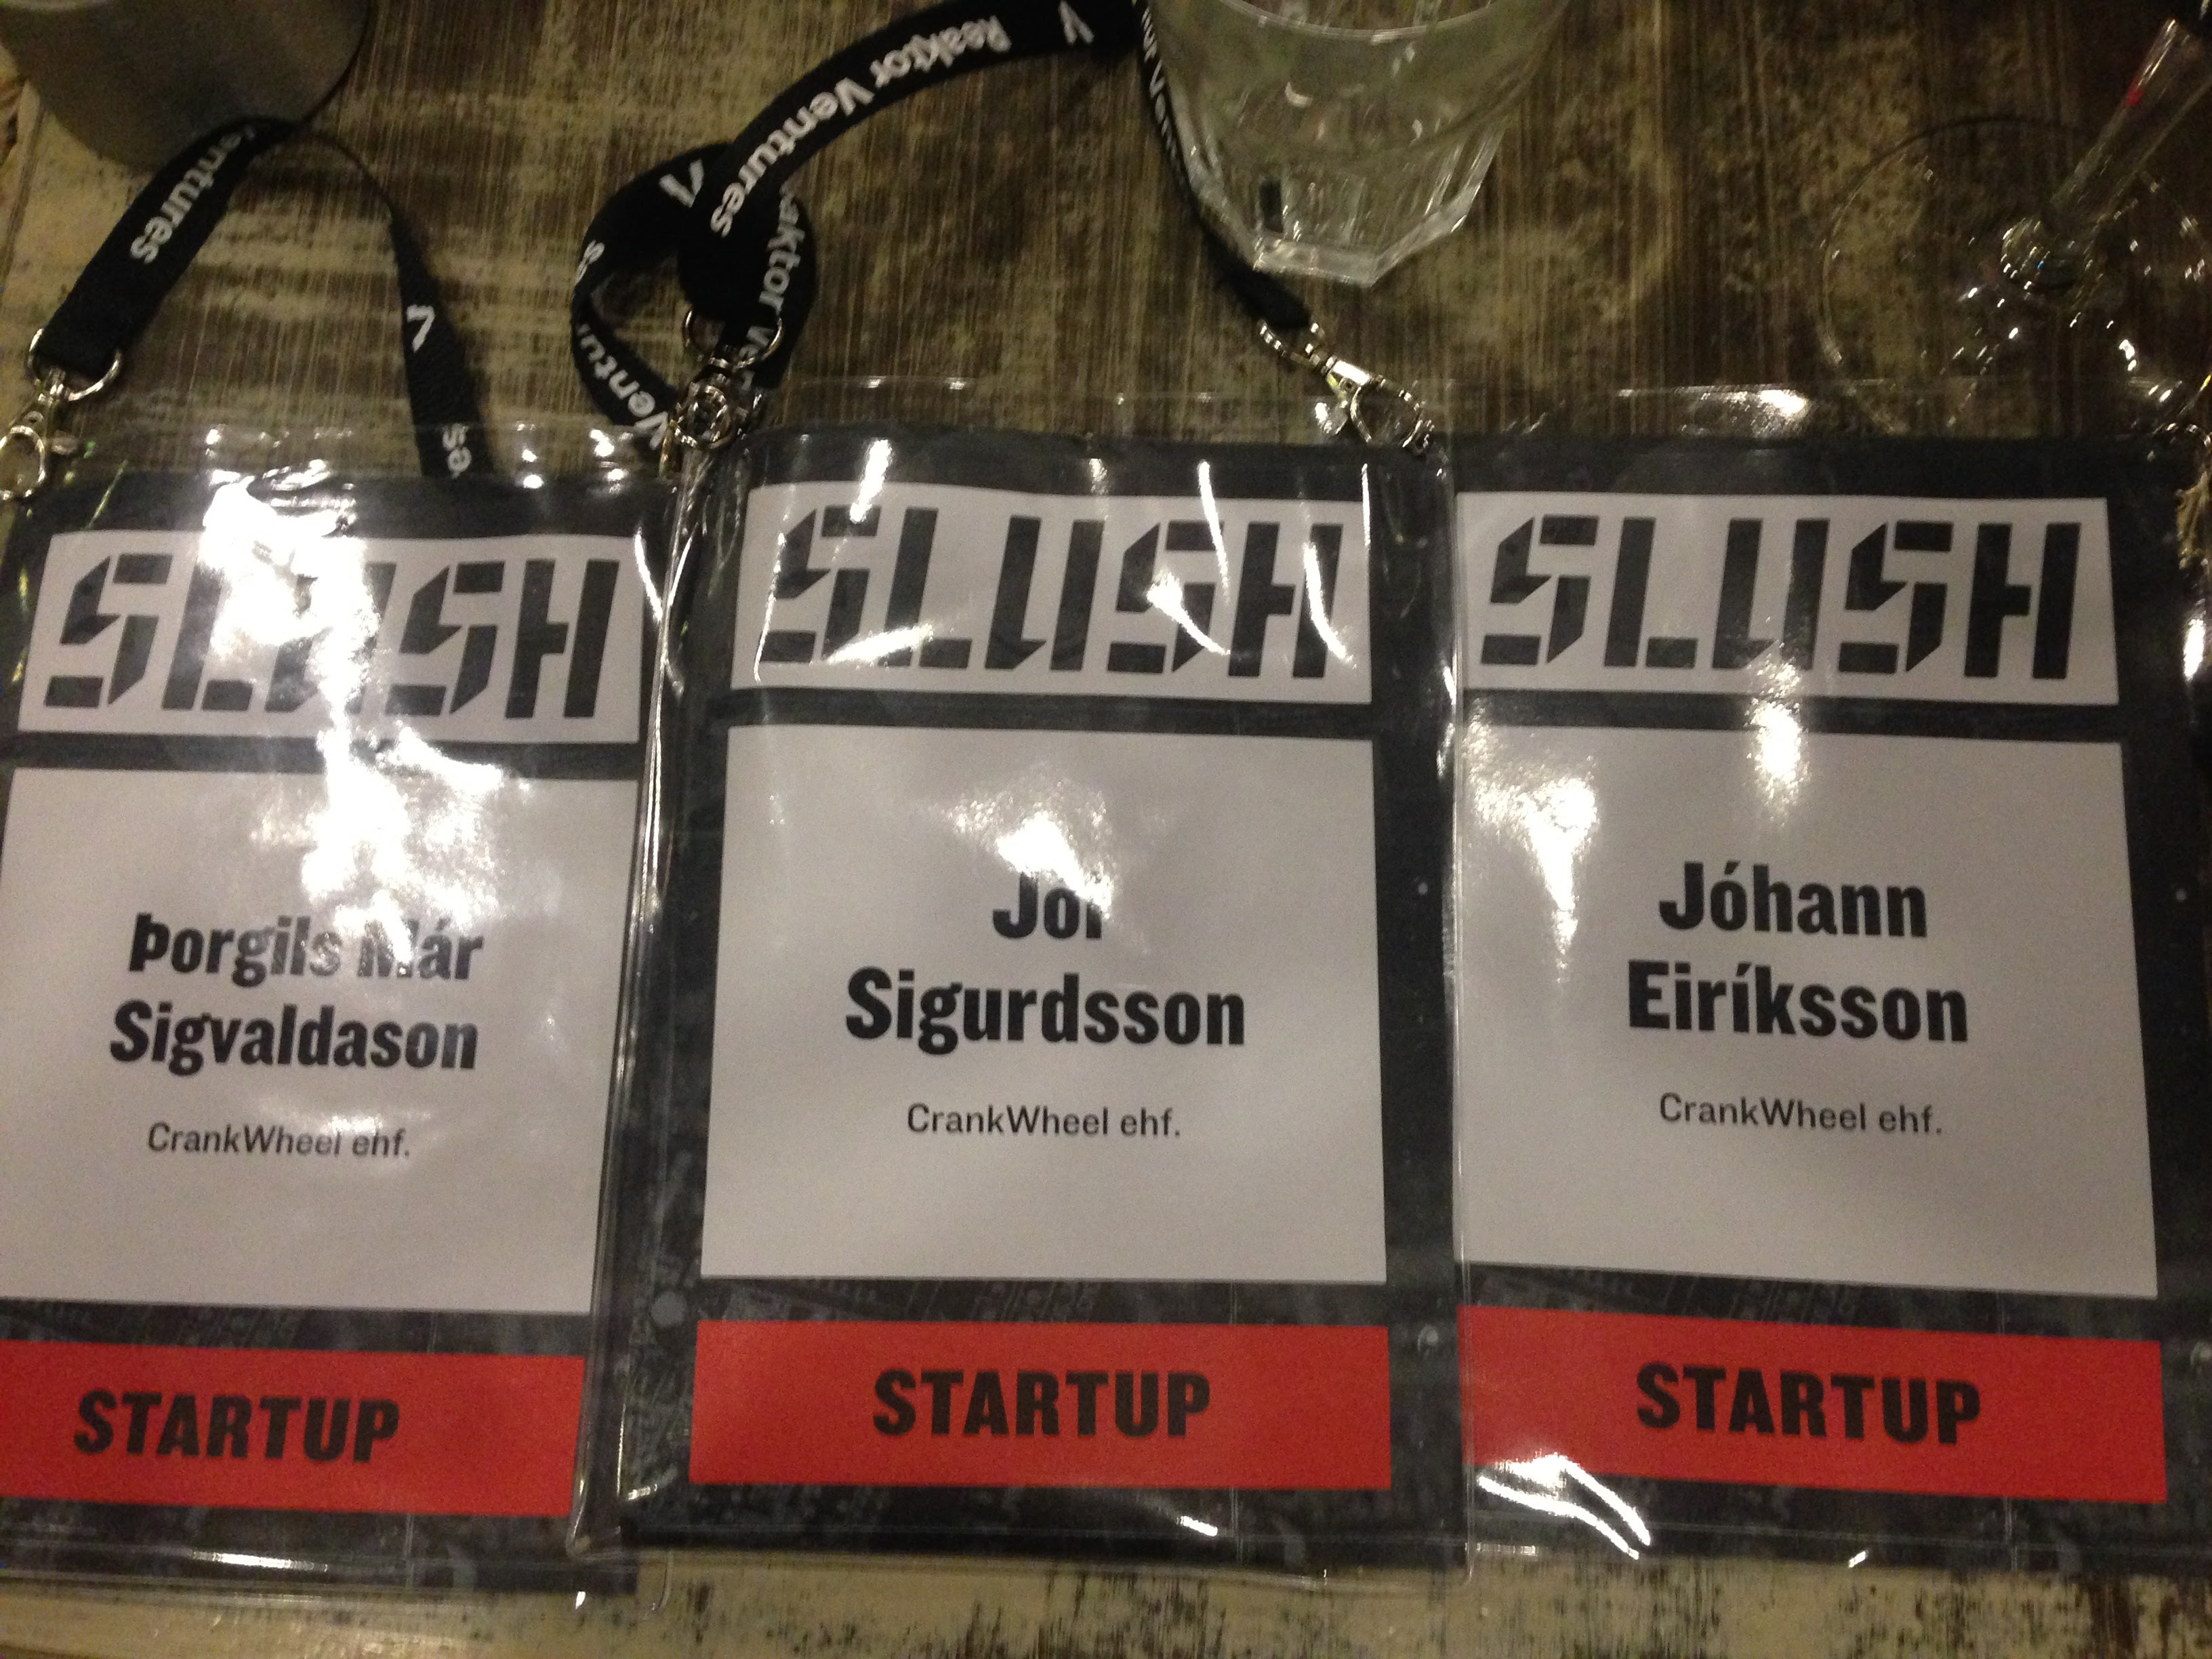 Reaktor Ventures
Ventures
SLUSH
Þorgils Már
Sigvaldason
CrankWheel ehf.
STARTUP
SLUSH
Sigurdsson
CrankWheel ehf.
STARTUP
SLUSH
Jóhann
Eiríksson
CrankWheel ehf.
STARTUP